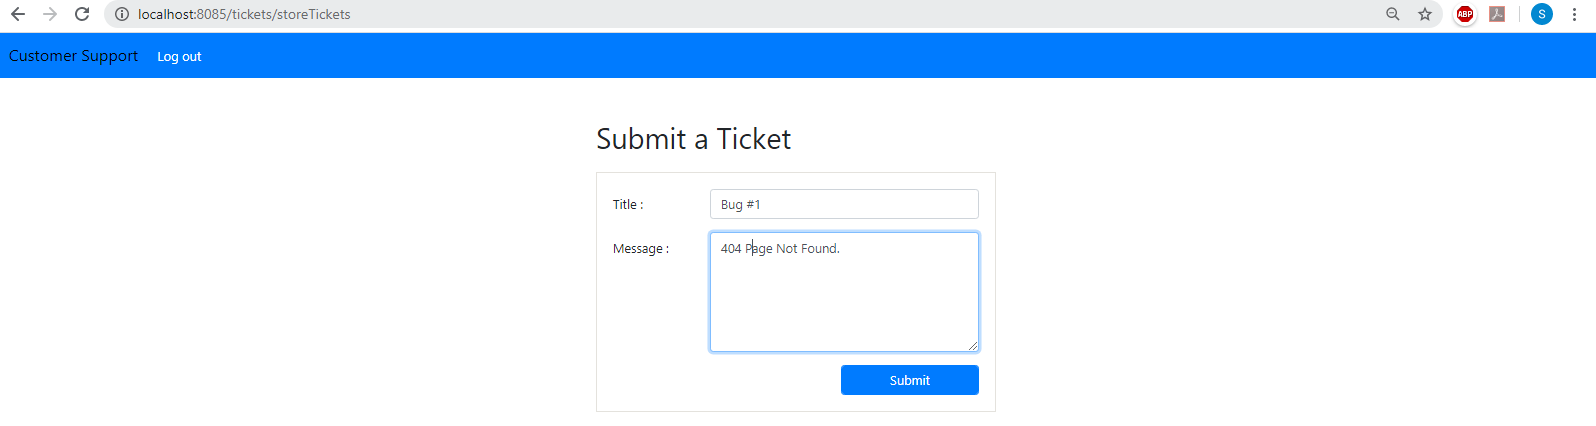 localhost:8085/tickets/storeTickets
ABP
S
Customer Support Log out
Submit a Ticket
Title : Bug #1
Message : 404 Page Not Found.
Submit